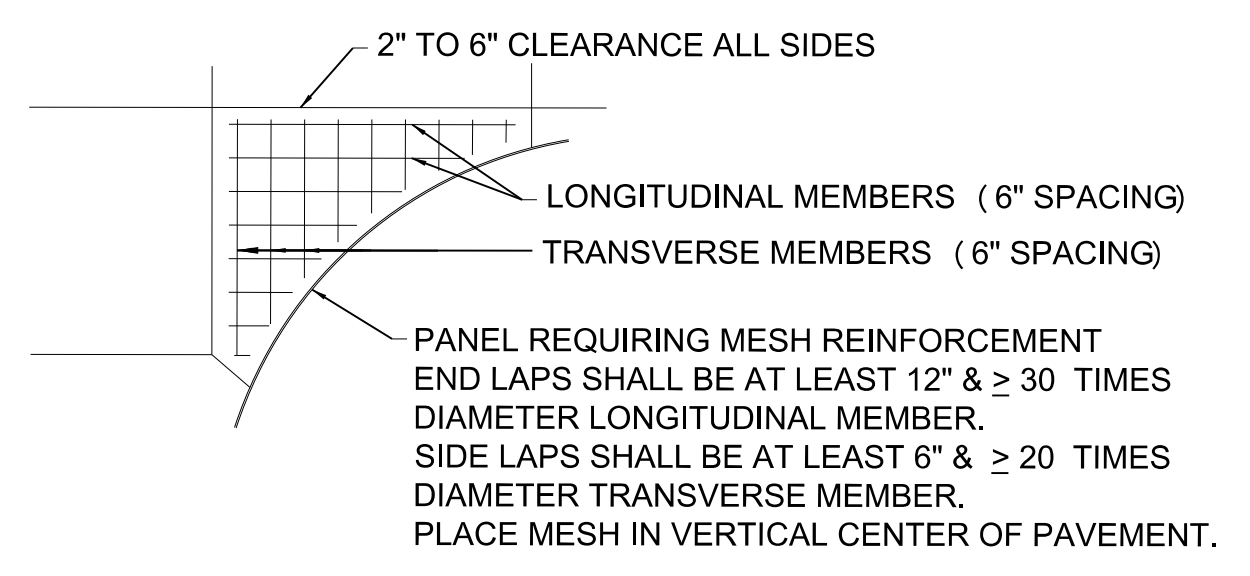 2" TO 6" CLEARANCE ALL SIDES
LONGITUDINAL MEMBERS (6" SPACING)
TRANSVERSE MEMBERS (6" SPACING)
PANEL REQUIRING MESH REINFORCEMENT
END LAPS SHALL BE AT LEAST 12" & ≥ 30 TIMES
DIAMETER LONGITUDINAL MEMBER.
SIDE LAPS SHALL BE AT LEAST 6" & ≥ 20 TIMES
DIAMETER TRANSVERSE MEMBER.
PLACE MESH IN VERTICAL CENTER OF PAVEMENT.